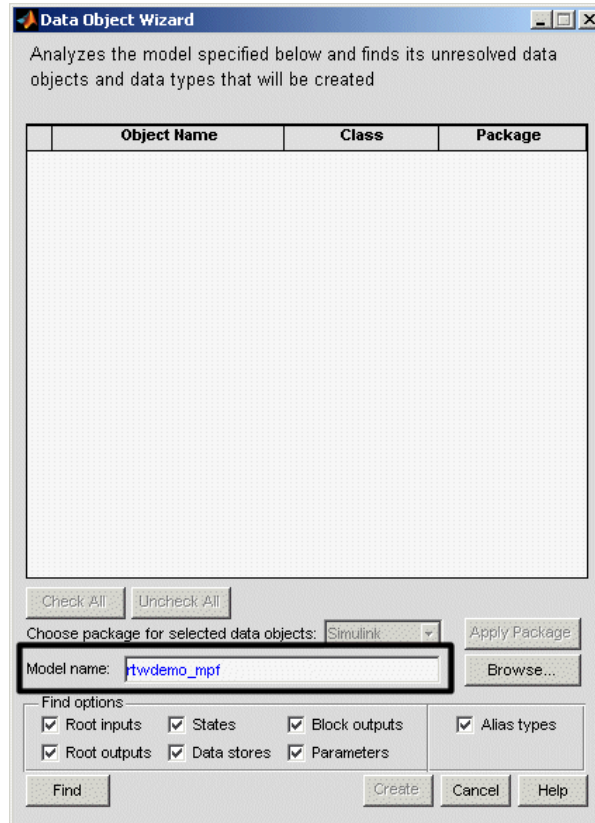 Data Object Wizard
Analyzes the model specified below and finds its unresolved data
objects and data types that will be created
Object Name Class Package
Check All Uncheck All
Choose package for selected data objects: Simulink Apply Package
Model name: rtwdemo_mpf Browse...
Find options
Root inputs States Block outputs Alias types
Root outputs Data stores Parameters
Find Create Cancel Help